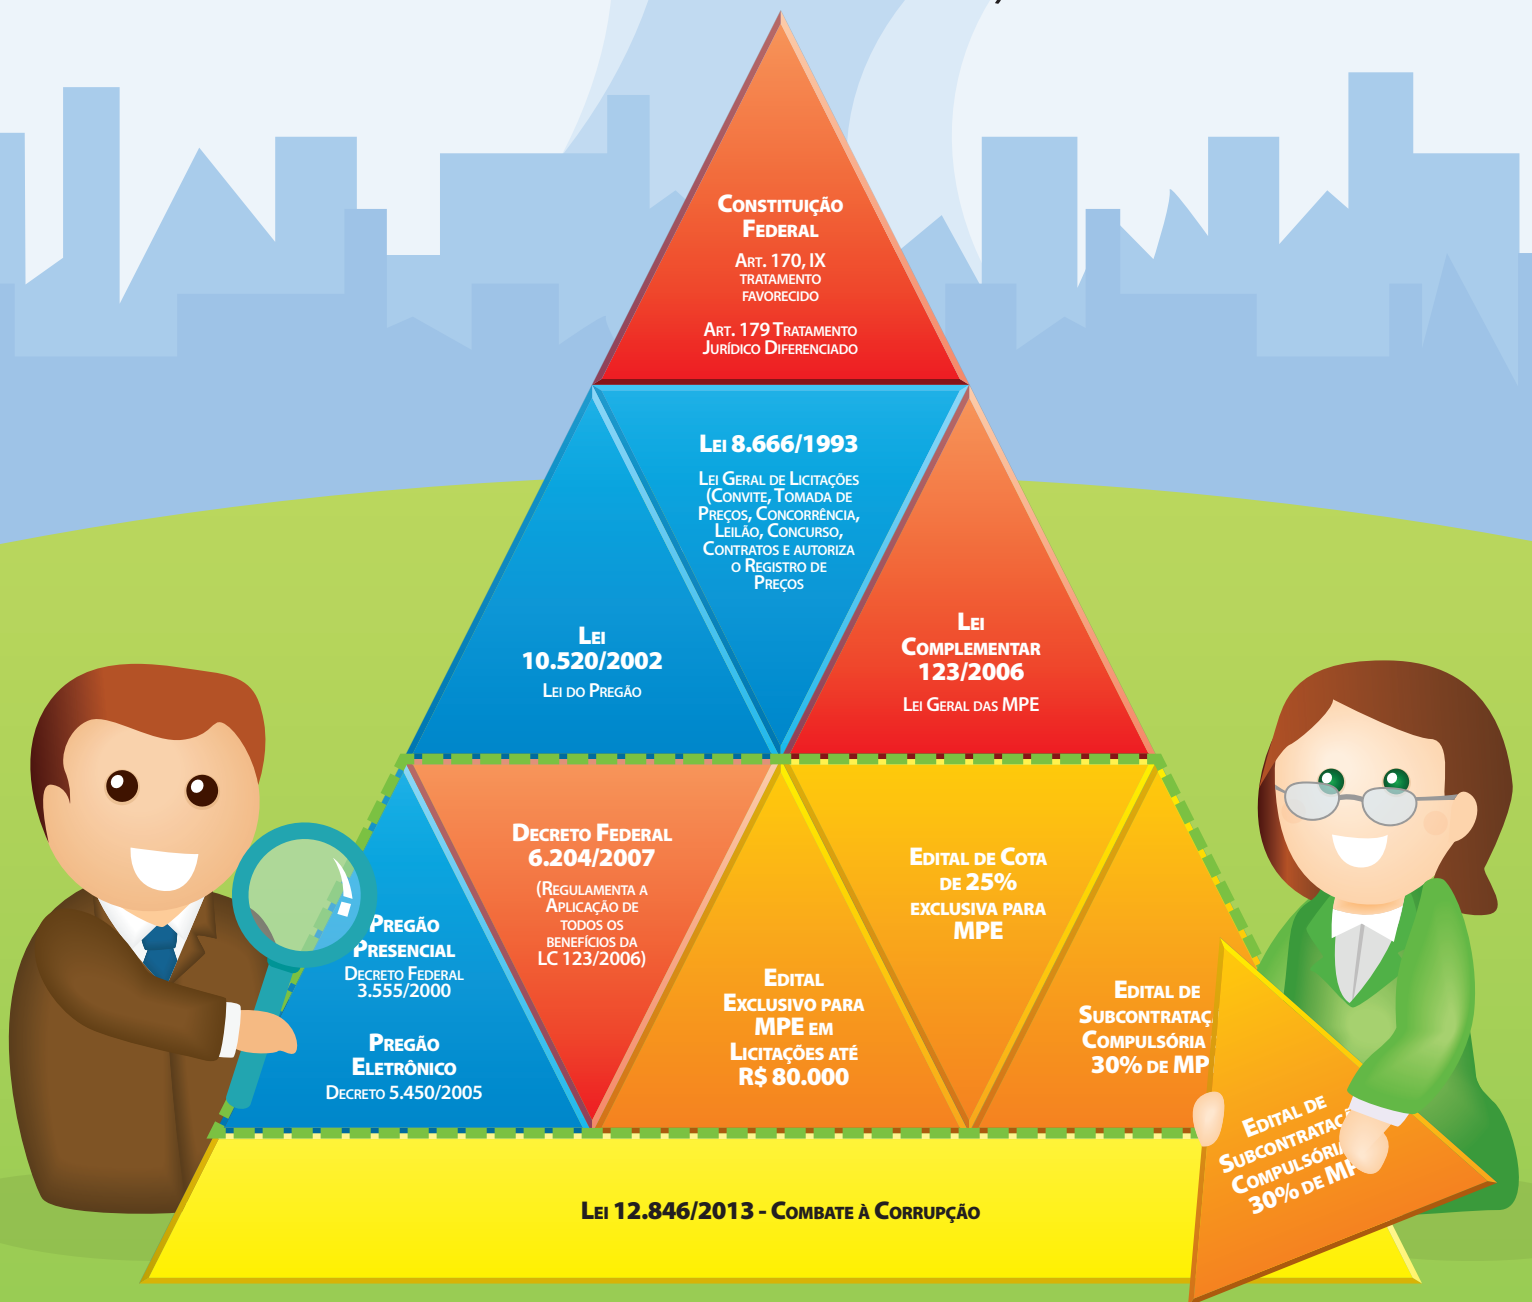 Constituição
Federal
Art. 170, IX
tratamento
favorecido
Art. 179 Tratamento
Jurídico Diferenciado
Lei 8.666/1993
Lei Geral de Licitações
(Convite, Tomada de
Preços, Concorrência,
Leilão, Concurso,
Contratos e autoriza
o Registro de
Preços
Lei
10.520/2002
Lei do Pregão
Lei
Complementar
123/2006
Lei Geral das MPE
Pregão
Presencial
Decreto Federal
3.555/2000
Pregão
Eletrônico
Decreto 5.450/2005
Decreto Federal
6.204/2007
(Regulamenta a
Aplicação de
todos os
benefícios da
LC 123/2006)
Edital
Exclusivo para
MPE em
Licitações até
R$ 80.000
Edital de Cota
de 25%
exclusiva para
MPE
Edital de
Subcontrataç
Compulsória
30% de MP
Edital de
Subcontrataçã
Compulsóri
30% de MP
Lei 12.846/2013 - Combate à Corrupção